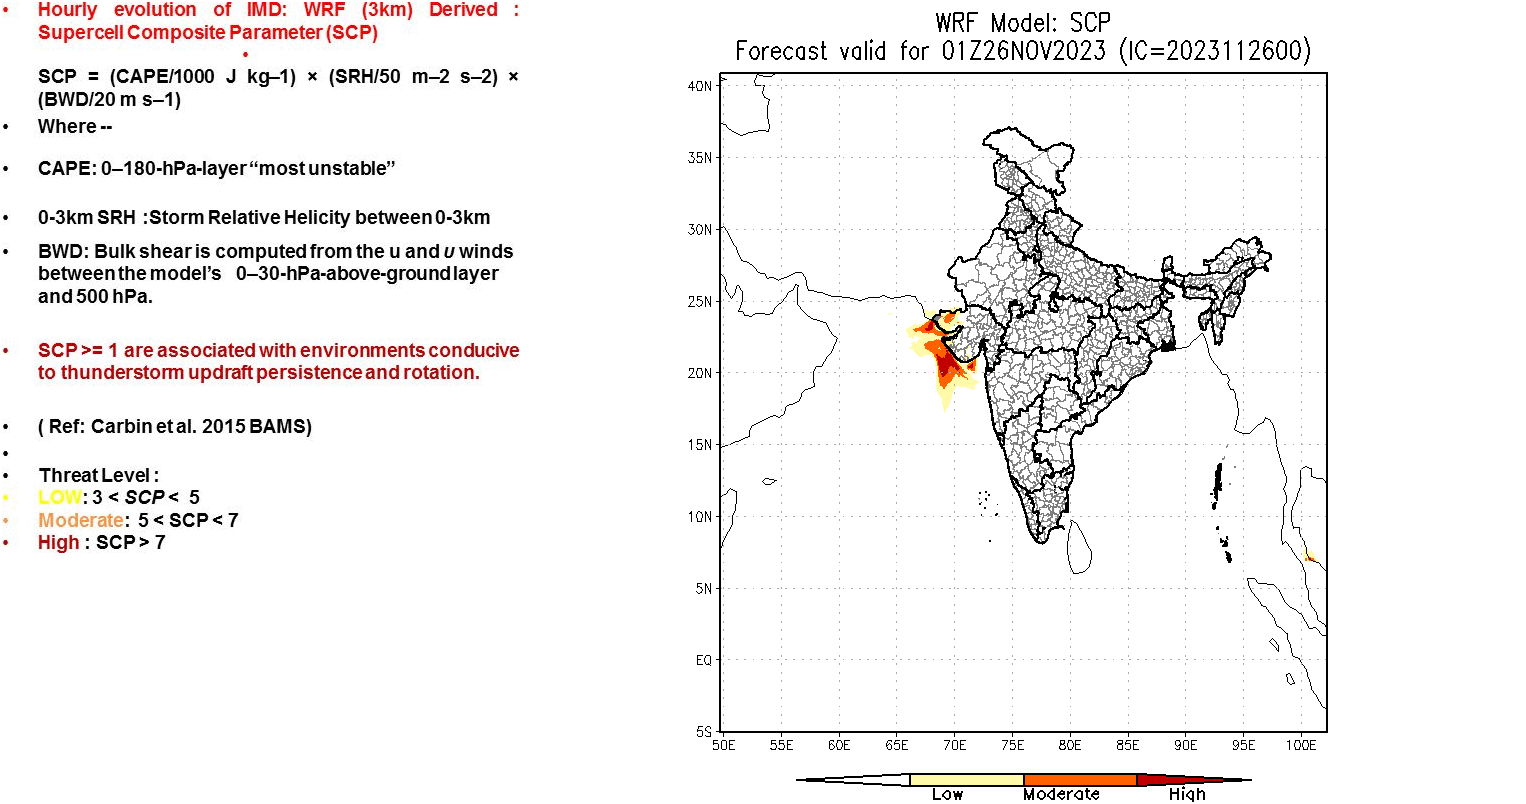 • Hourly evolution of IMD: WRF (3km) Derived :
Supercell Composite Parameter (SCP)
•
SCP = (CAPE/1000 J kg–1) × (SRH/50 m–2 s–2) ×
(BWD/20 m s–1)
• Where --
• CAPE: 0–180-hPa-layer “most unstable”
• 0-3km SRH :Storm Relative Helicity between 0-3km
• BWD: Bulk shear is computed from the u and υ winds
between the model’s 0–30-hPa-above-ground layer
and 500 hPa.
• SCP >= 1 are associated with environments conducive
to thunderstorm updraft persistence and rotation.
• ( Ref: Carbin et al. 2015 BAMS)
•
• Threat Level :
• LOW: 3 < SCP < 5
• Moderate: 5 < SCP < 7
• High : SCP > 7
WRF Model: SCP
Forecast valid for 01Z26NOV2023 (IC=2023112600)
40N
35N
30N
25N
20N
15N
10N
5N
EQ
5S
50E 55E 60E 65E 70E 75E 80E 85E 90E 95E 100E
Low Moderate High